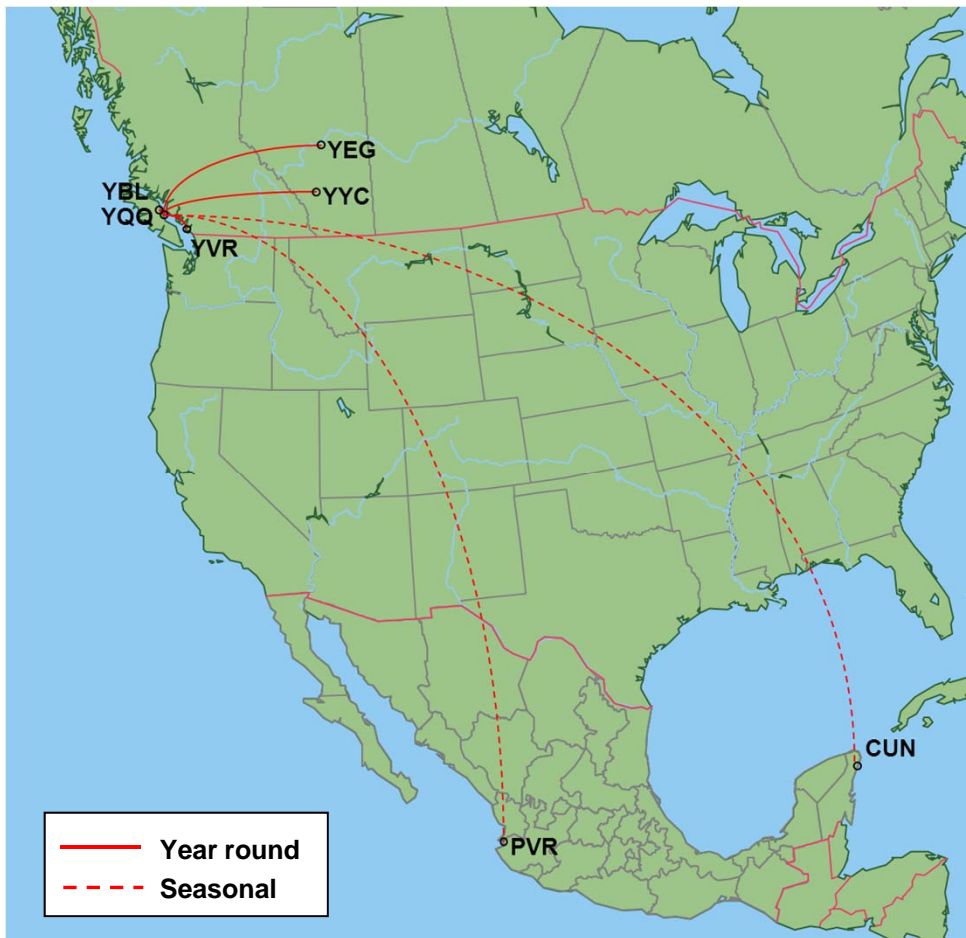 YEG
YYC
YBL
YQQ
YVR
CUN
PVR
Year round
Seasonal